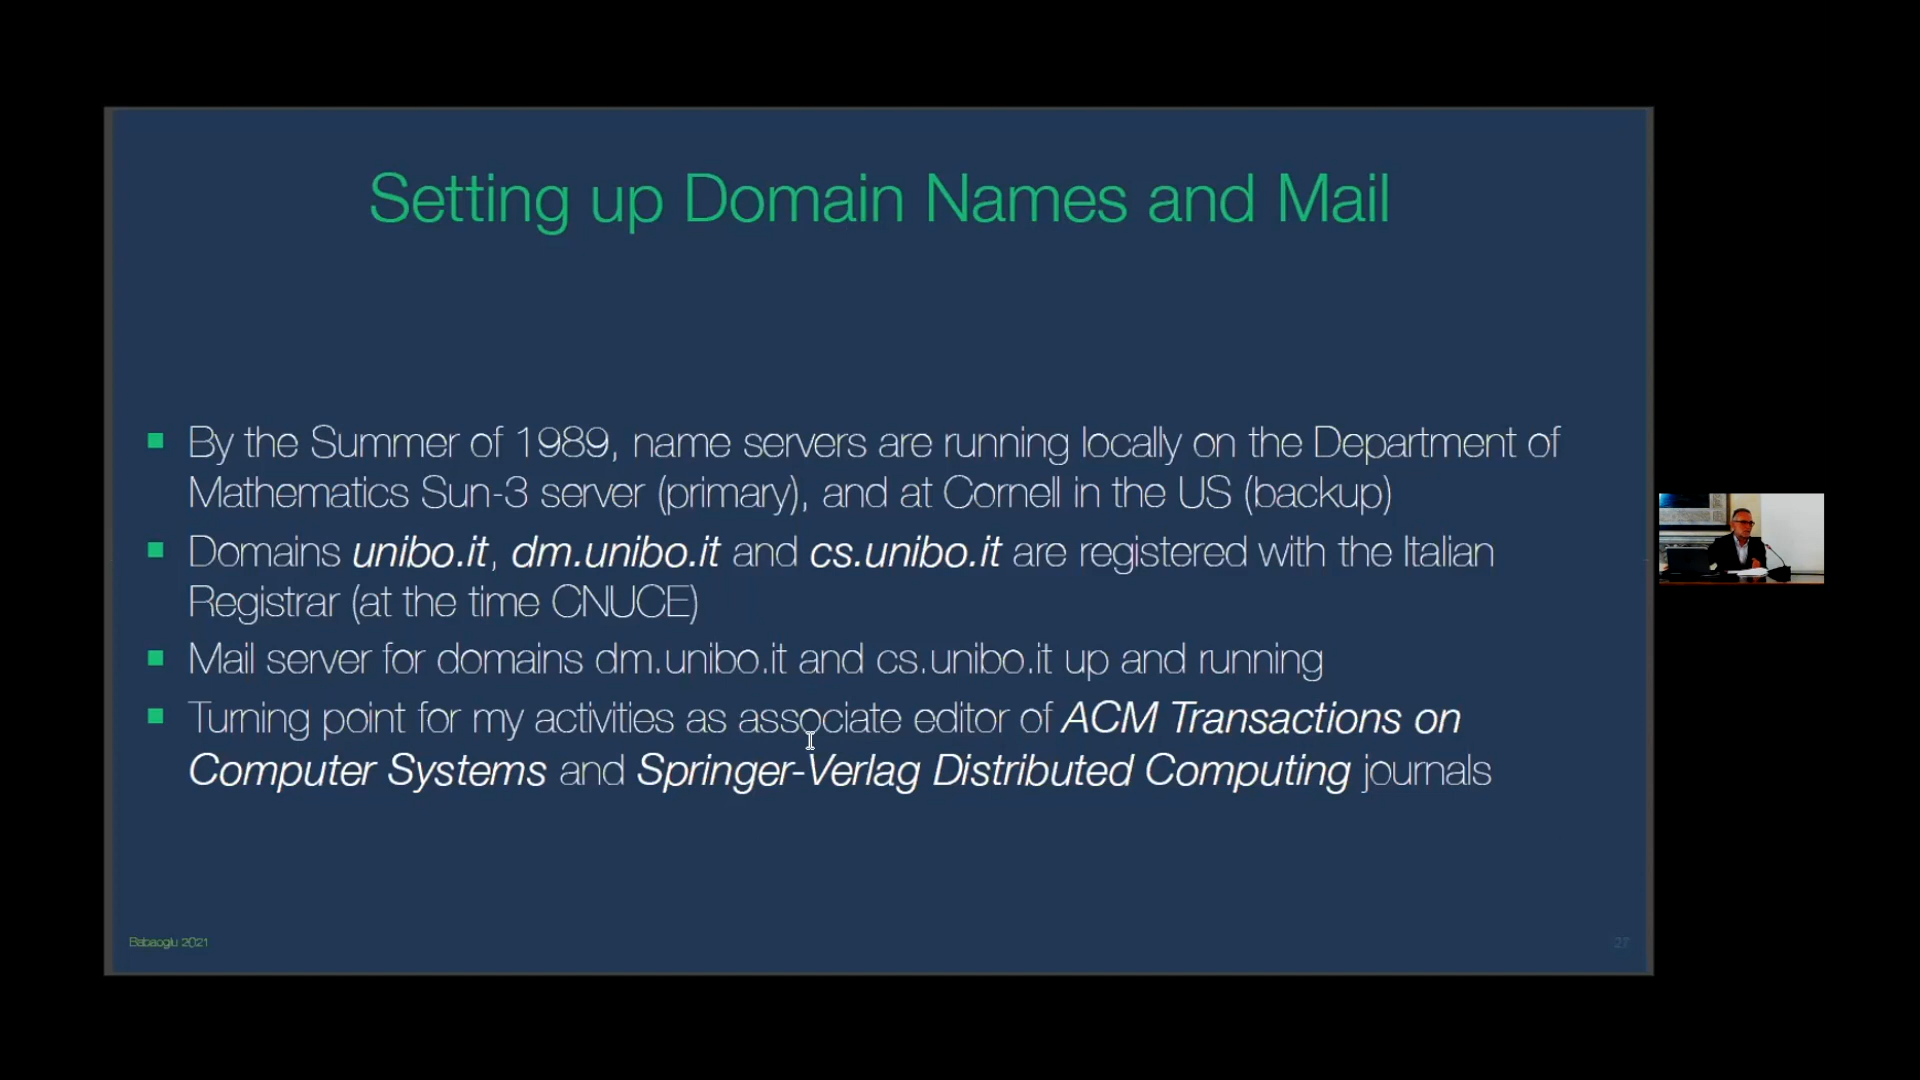 Setting up Domain Names and Mail
By the Summer of 1989, name servers are running locally on the Department of
Mathematics Sun-3 server (primary), and at Cornell in the US (backup)
Domains unibo.it, dm.unibo.it and cs.unibo.it are registered with the Italian
Registrar (at the time CNUCE)
Mail server for domains dm.unibo.it and cs.unibo.it up and running
Turning point for my activities as associate editor of ACM Transactions on
Computer Systems and Springer-Verlag Distributed Computing journals
Babaoglu 2021
27